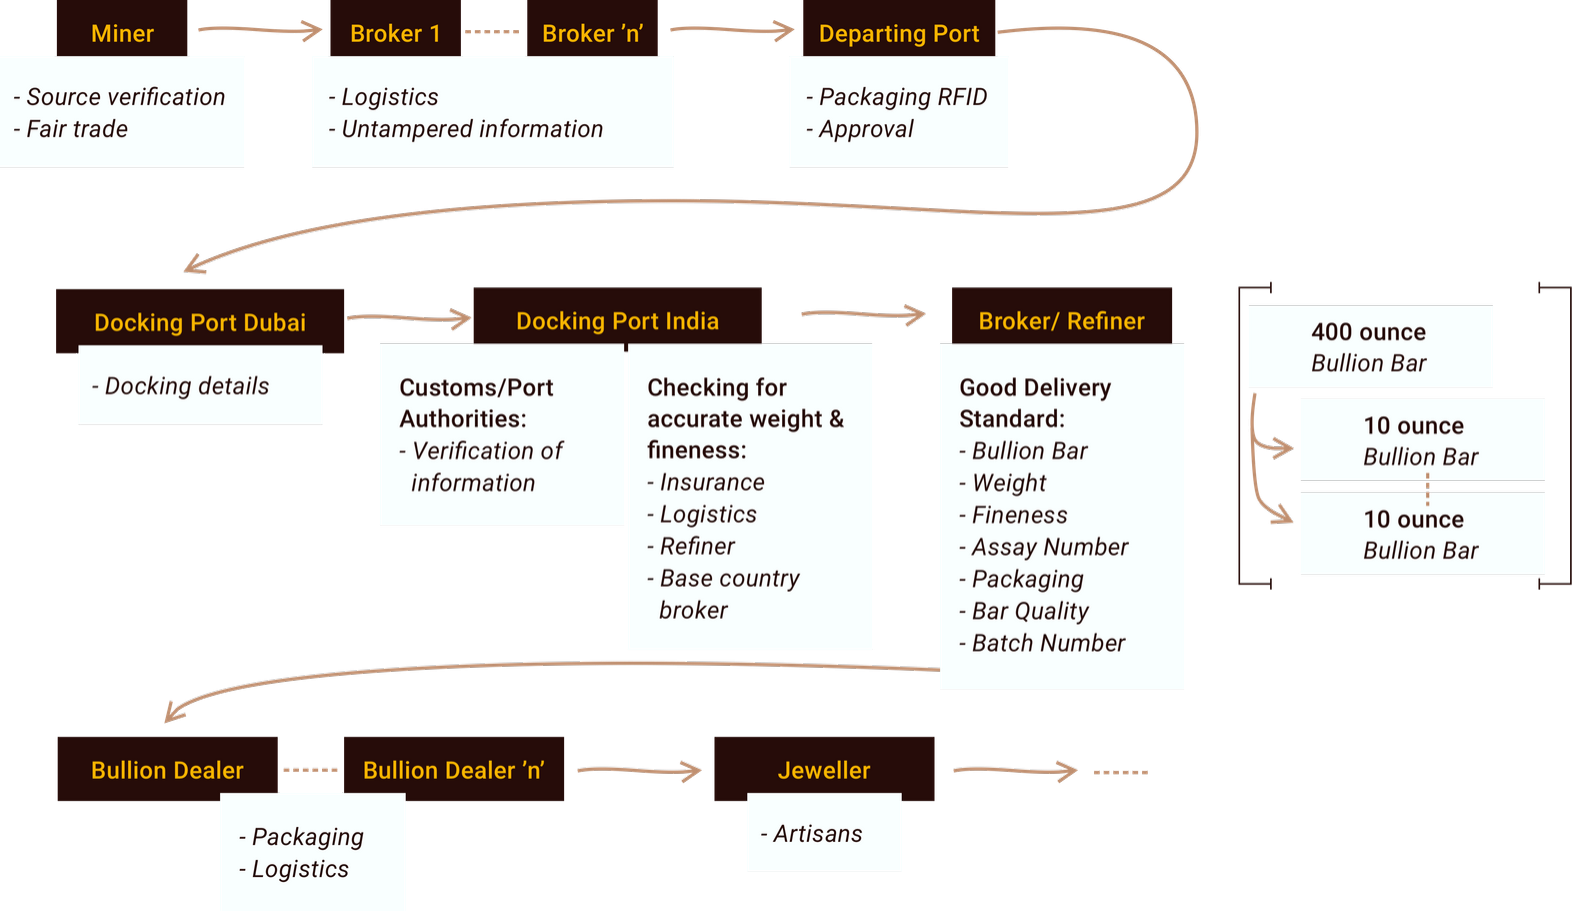 Miner
Broker 1
Broker ’n’
Departing Port
- Source verification
- Fair trade
- Logistics
- Untampered information
- Packaging RFID
- Approval
Docking Port Dubai
- Docking details
Docking Port India
Customs/Port
Authorities:
- Verification of
information
Checking for
accurate weight &
fineness:
- Insurance
- Logistics
- Refiner
- Base country
broker
Broker/ Refiner
Good Delivery
Standard:
- Bullion Bar
- Weight
- Fineness
- Assay Number
- Packaging
- Bar Quality
- Batch Number
400 ounce
Bullion Bar
10 ounce
Bullion Bar
10 ounce
Bullion Bar
Bullion Dealer
Bullion Dealer ’n’
- Packaging
- Logistics
Jeweller
- Artisans